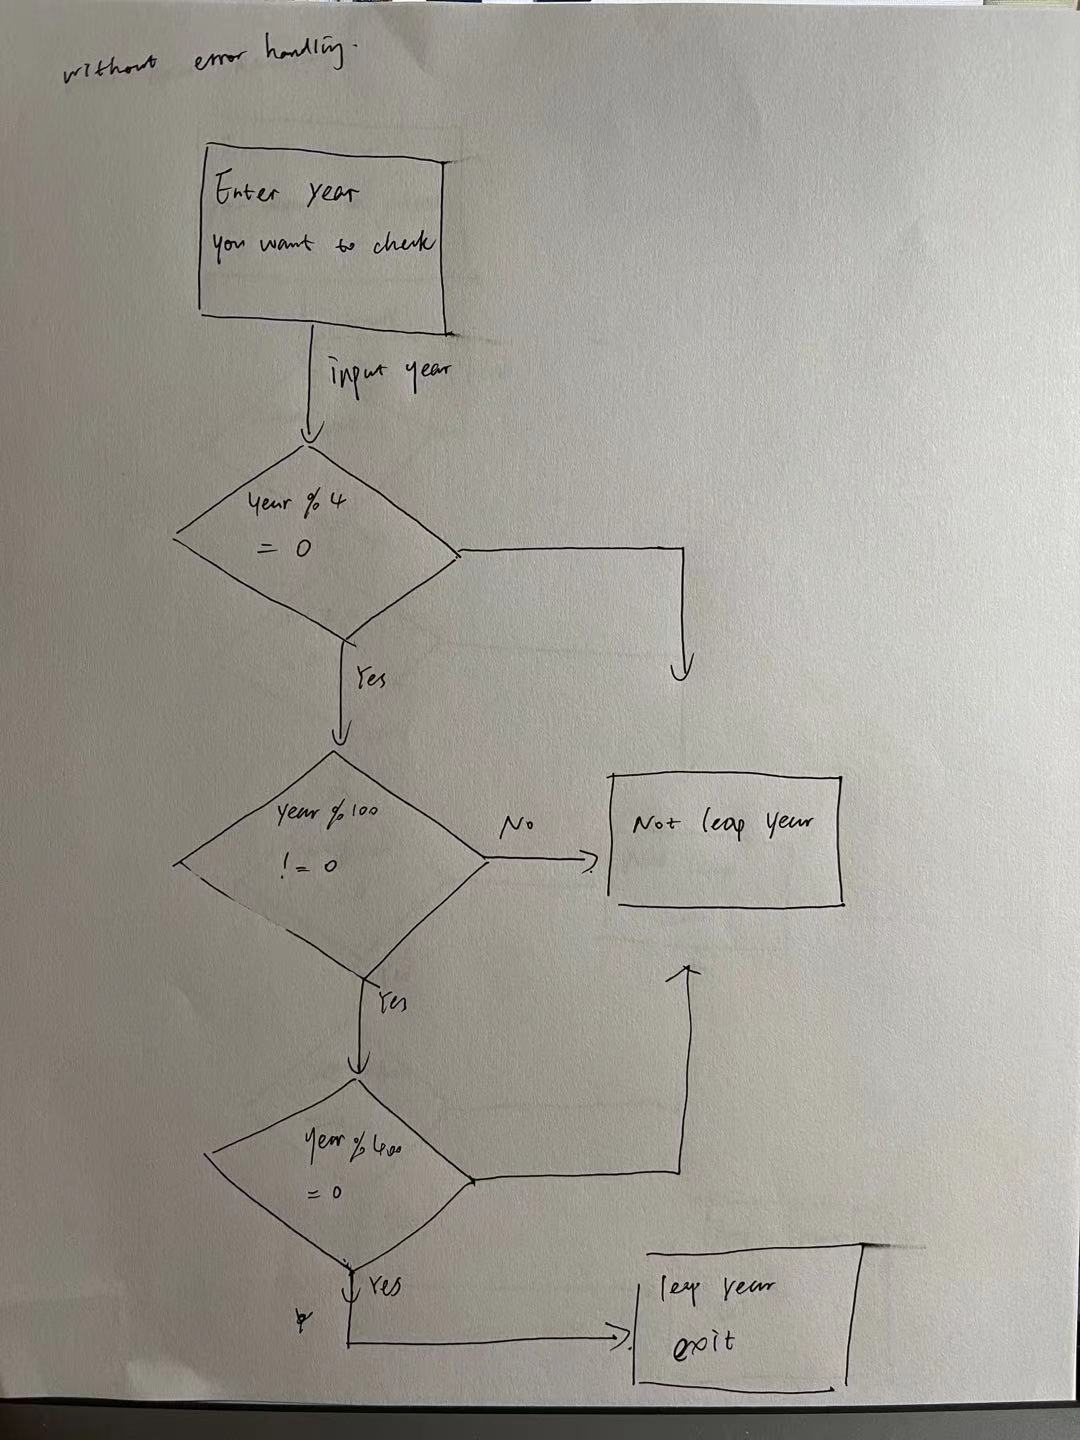 without error handling.
Enter year
you want to check
input year
year % 4
= 0
Yes
year % 100
! = 0
No
Not leap year
Yes
year % 400
= 0
Yes
leap year
exit